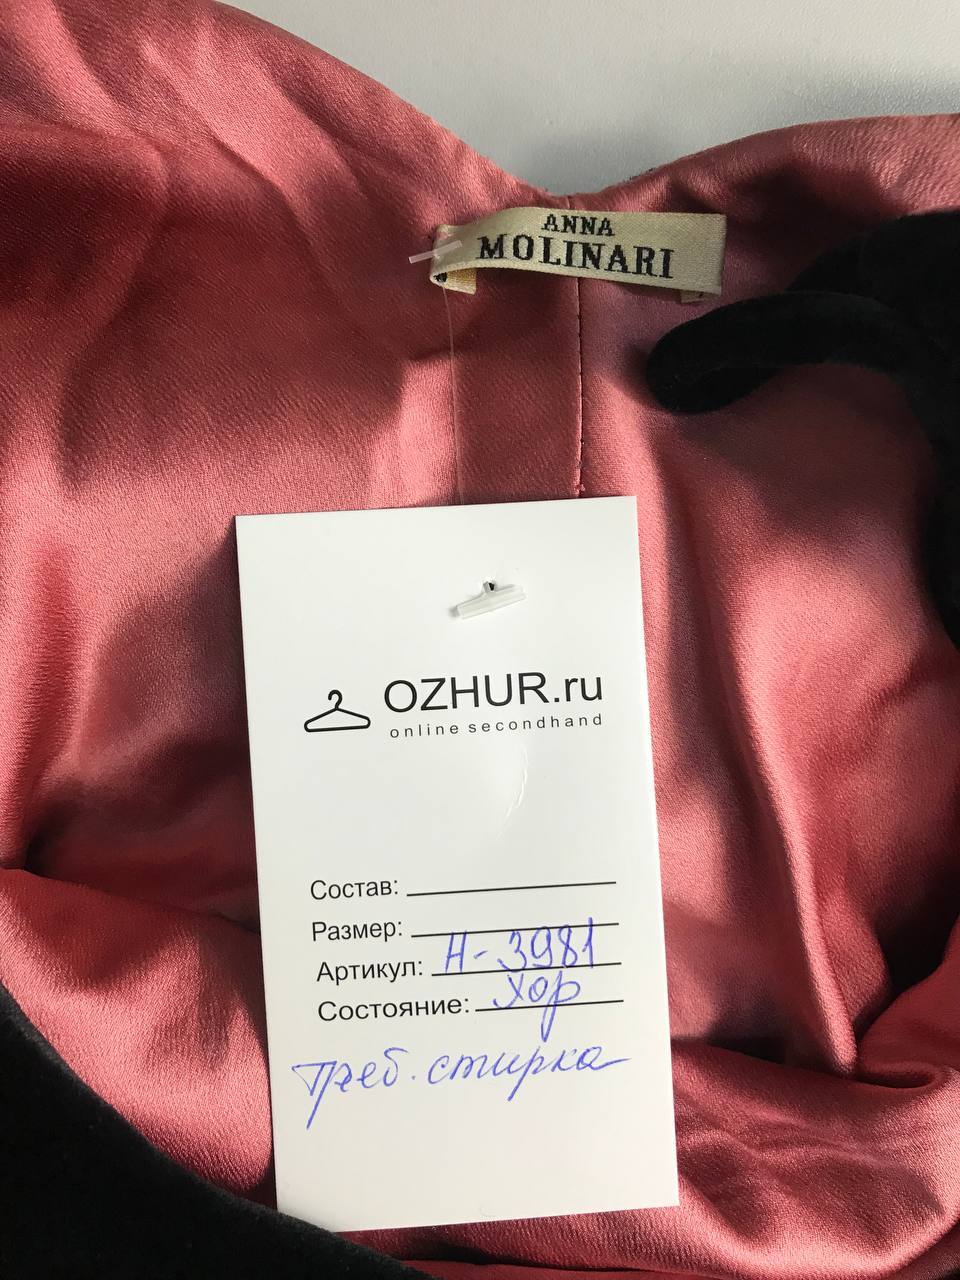 ANNA
MOLINARI
OZHUR.ru
online secondhand
Состав:
Размер:
Артикул: Н-3981
Состояние: хор
треб. стирка